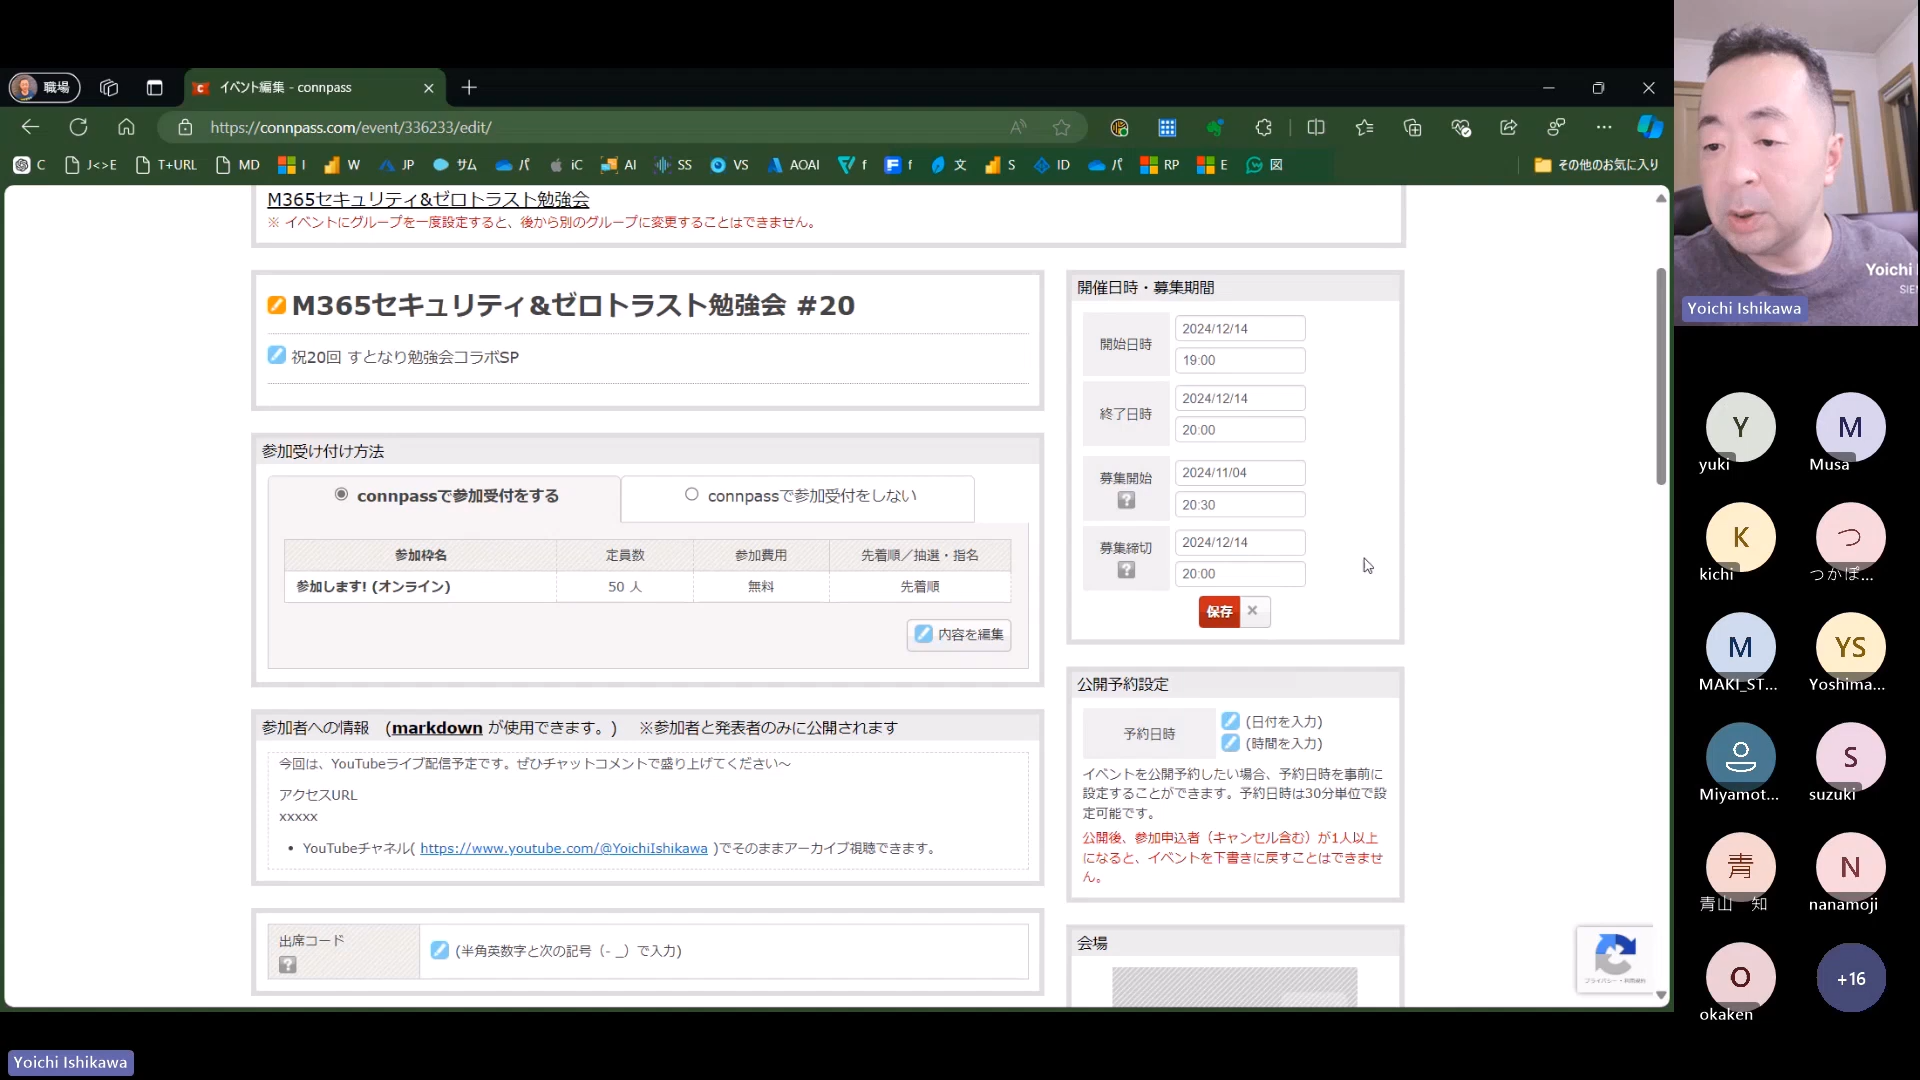 職場
イベント編集 - connpass
https://connpass.com/event/336233/edit/
C
J<>E
T+URL
MD
I
W
JP
サム
パ
iC
AI
SS
VS
AOAI
f
f
文
S
ID
パ
RP
E
図
その他のお気に入り
M365セキュリティ&ゼロトラスト勉強会
※ イベントにグループを一度設定すると、後から別のグループに変更することはできません。
M365セキュリティ&ゼロトラスト勉強会 #20
祝20回 すとなり勉強会コラボSP
参加受け付け方法
connpassで参加受付をする
connpassで参加受付をしない
参加枠名 定員数 参加費用 先着順／抽選・指名
参加します! (オンライン) 50 人 無料 先着順
内容を編集
参加者への情報 (markdown が使用できます。) ※参加者と発表者のみに公開されます
今回は、YouTubeライブ配信予定です。ぜひチャットコメントで盛り上げてください～
アクセスURL
xxxxx
• YouTubeチャネル( https://www.youtube.com/@YoichiIshikawa )でそのままアーカイブ視聴できます。
出席コード
?
(半角英数字と次の記号（- _）で入力)
開催日時・募集期間
開始日時
2024/12/14
19:00
終了日時
2024/12/14
20:00
募集開始
?
2024/11/04
20:30
募集締切
?
2024/12/14
20:00
保存
公開予約設定
予約日時
(日付を入力)
(時間を入力)
イベントを公開予約したい場合、予約日時を事前に
設定することができます。予約日時は30分単位で設
定可能です。
公開後、参加申込者（キャンセル含む）が1人以上
になると、イベントを下書きに戻すことはできませ
ん。
会場
Yoichi
Yoichi Ishikawa
Y
yuki
M
Musa
K
kichi
つ
つかぽ...
M
MAKI_ST...
YS
Yoshima...
Miyamot...
S
suzuki
青
青山 知
N
nanamoji
O
okaken
+16
Yoichi Ishikawa